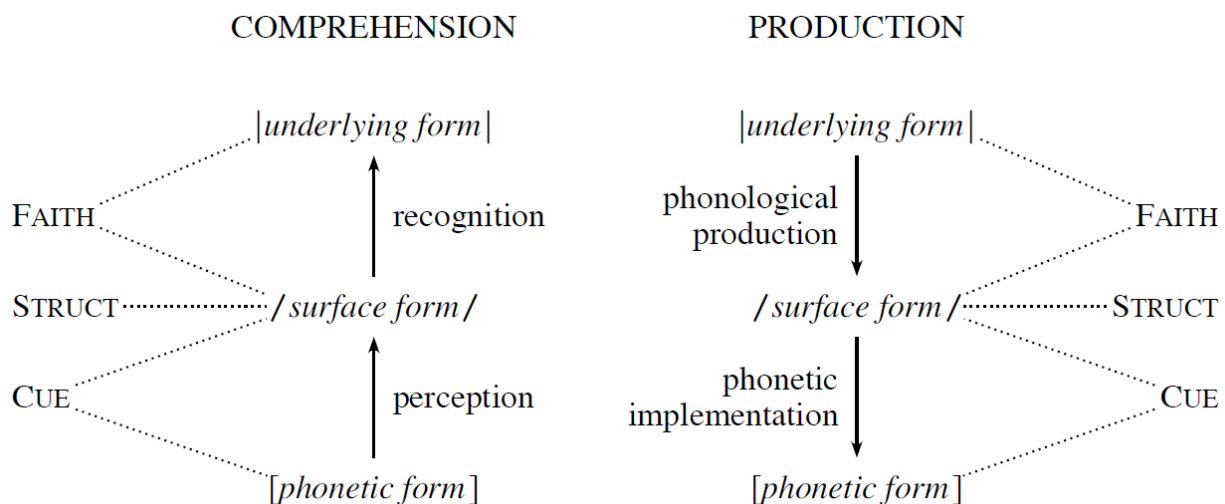 COMPREHENSION
|underlying form|
FAITH
recognition
STRUCT
/surface form/
CUE
perception
[phonetic form]
PRODUCTION
|underlying form|
phonological
production
FAITH
/surface form/
STRUCT
phonetic
implementation
CUE
[phonetic form]